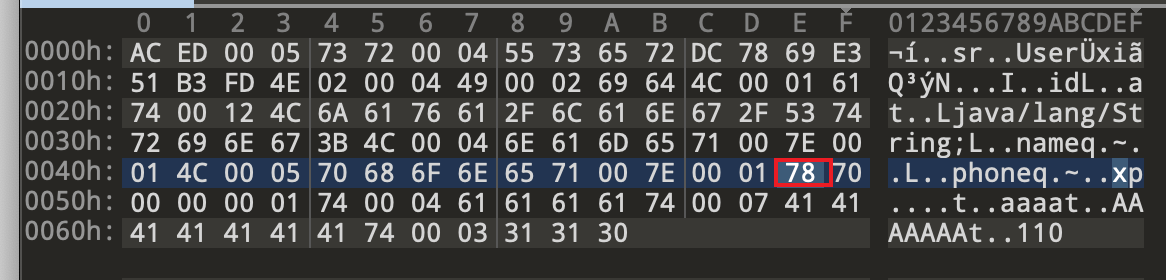 0 1 2 3 4 5 6 7 8 9 A B C D E F 0123456789ABCDEF
0000h: AC ED 00 05 73 72 00 04 55 73 65 72 DC 78 69 E3 ¬í..sr..UserÜxiã
0010h: 51 B3 FD 4E 02 00 04 49 00 02 69 64 4C 00 01 61 Q³ýN...I..idL..a
0020h: 74 00 12 4C 6A 61 76 61 2F 6C 61 6E 67 2F 53 74 t..Ljava/lang/St
0030h: 72 69 6E 67 3B 4C 00 04 6E 61 6D 65 71 00 7E 00 ring;L..nameq.~.
0040h: 01 4C 00 05 70 68 6F 6E 65 71 00 7E 00 01 78 70 .L..phoneq.~..xp
0050h: 00 00 00 01 74 00 04 61 61 61 61 74 00 07 41 41 ....t..aaaat..AA
0060h: 41 41 41 41 41 74 00 03 31 31 30 AAAAAt..110